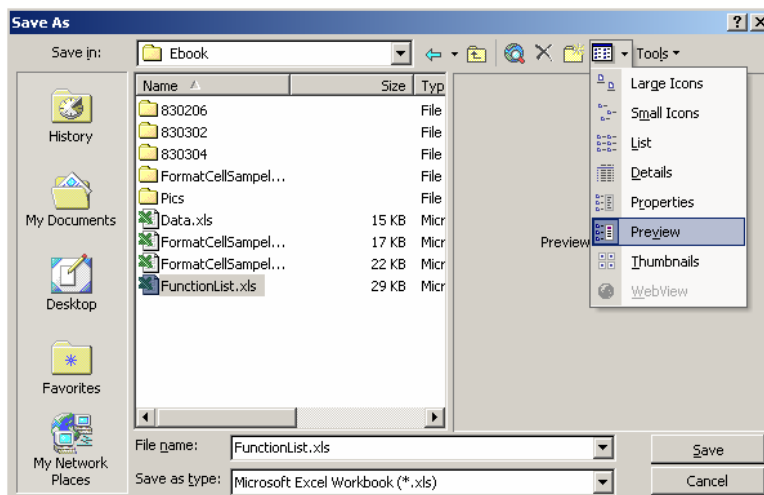 Save As
Save in:
Ebook
Tools
History
My Documents
Desktop
Favorites
My Network
Places
Name Size Typ
830206 File
830302 File
830304 File
FormatCellSampel... File
Pics File
Data.xls 15 KB Micr
FormatCellSampel... 17 KB Micr
FormatCellSampel... 22 KB Micr
FunctionList.xls 29 KB Micr
Preview
Large Icons
Small Icons
List
Details
Properties
Preview
Thumbnails
WebView
File name: FunctionList.xls
Save
Save as type: Microsoft Excel Workbook (*.xls)
Cancel